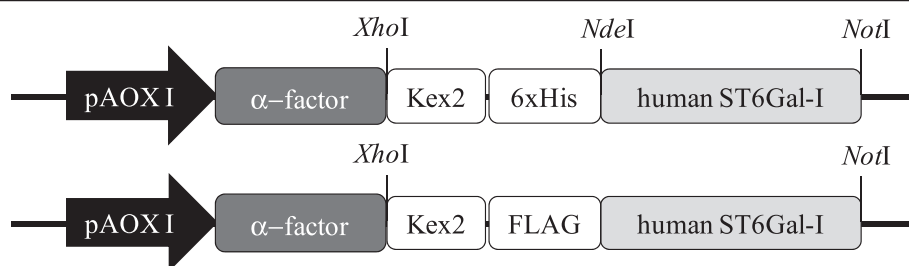 XhoI NdeI NotI
pAOX I α–factor Kex2 6xHis human ST6Gal-I
XhoI NotI
pAOX I α–factor Kex2 FLAG human ST6Gal-I